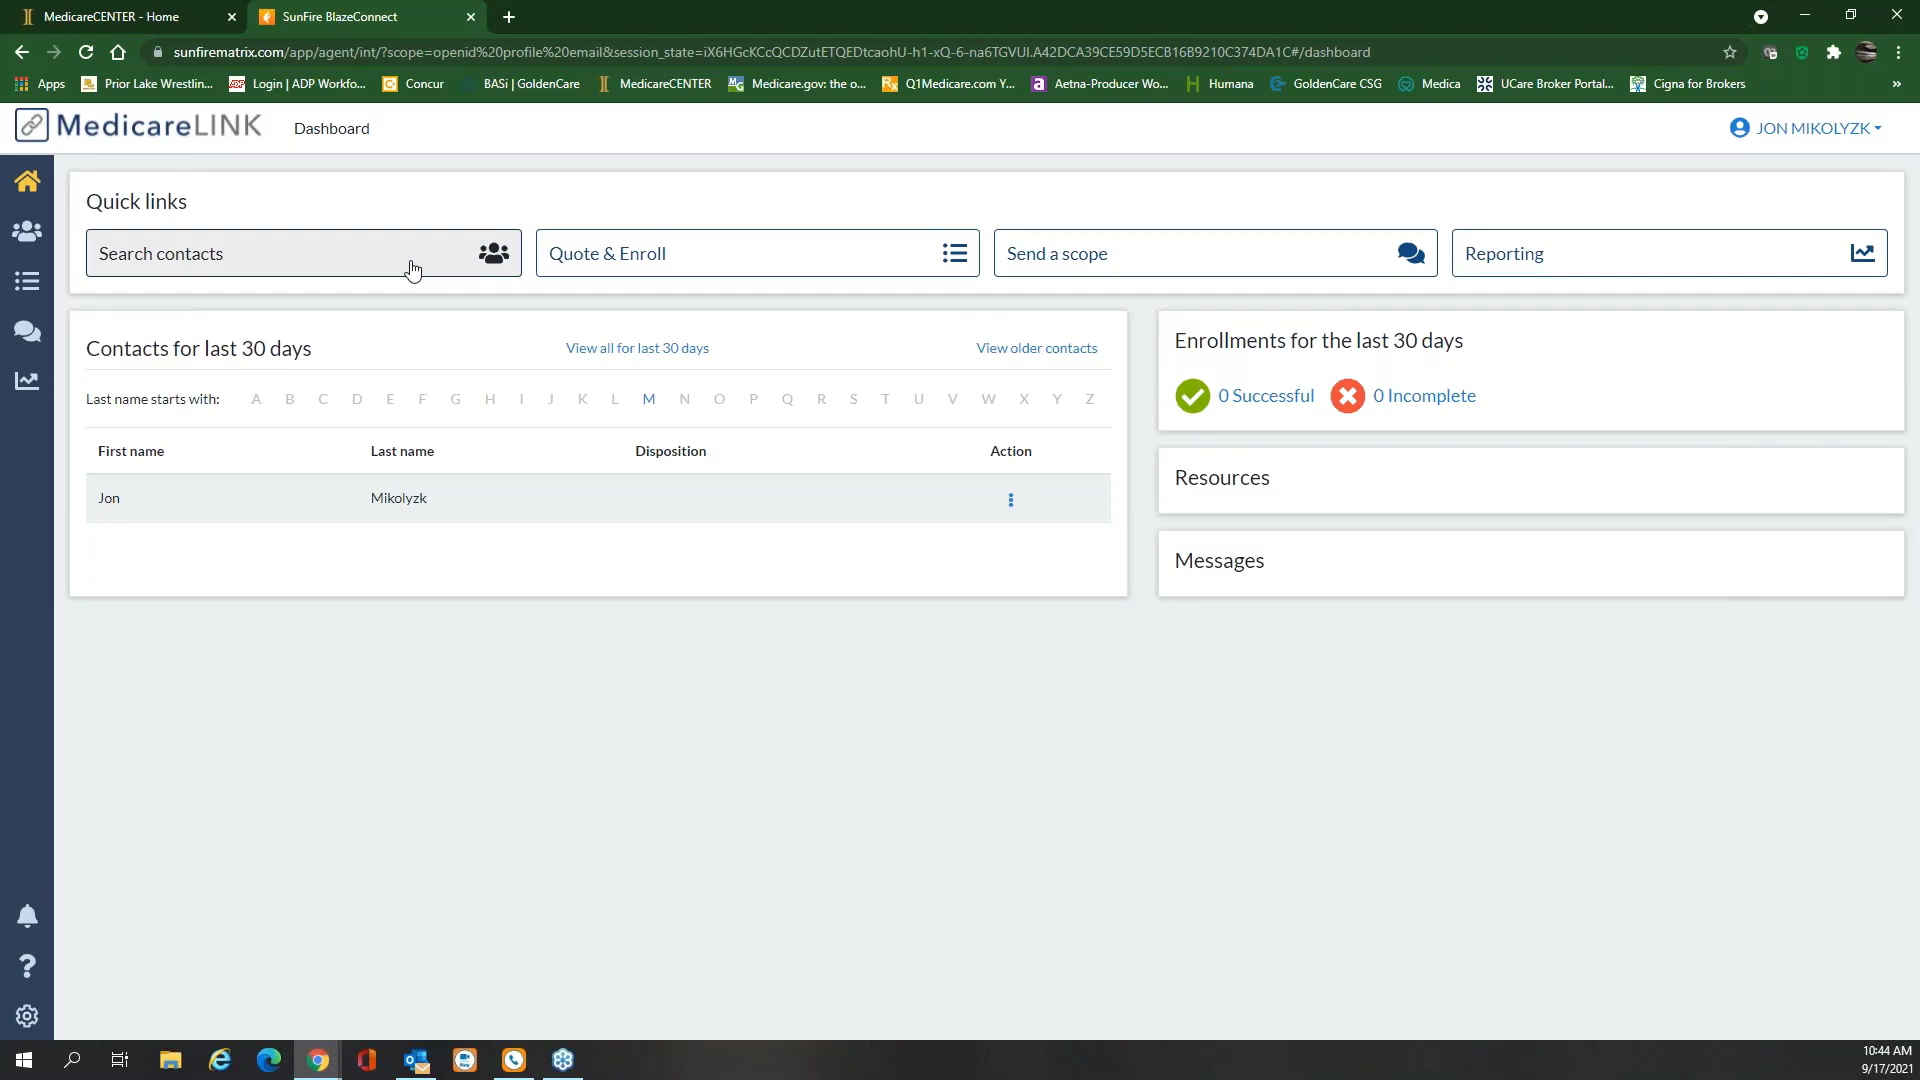 MedicareCENTER - Home
SunFire BlazeConnect
sunfirematrix.com/app/agent/int/?scope=openid%20profile%20email&session_state=iX6HGcKCcQCDZutETQEDtcaohU-h1-xQ-6-na6TGVUI.A42DCA39CE59D5ECB16B9210C374DA1C#/dashboard
Apps Prior Lake Wrestlin... Login | ADP Workfo... Concur BASi | GoldenCare MedicareCENTER Medicare.gov: the o... Q1Medicare.com Y... Aetna-Producer Wo... Humana GoldenCare CSG Medica UCare Broker Portal... Cigna for Brokers »
MedicareLINK Dashboard JON MIKOLYZK
Quick links
Search contacts Quote & Enroll Send a scope Reporting
Contacts for last 30 days View all for last 30 days View older contacts
Last name starts with: A B C D E F G H I J K L M N O P Q R S T U V W X Y Z
First name Last name Disposition Action
Jon Mikolyzk
Enrollments for the last 30 days
0 Successful 0 Incomplete
Resources
Messages
10:44 AM
9/17/2021